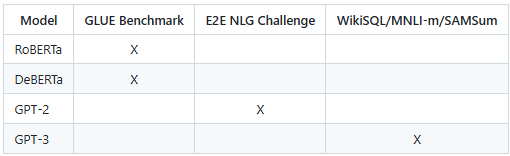 Model GLUE Benchmark E2E NLG Challenge WikiSQL/MNLI-m/SAMSum
RoBERTa X
DeBERTa X
GPT-2 X
GPT-3 X